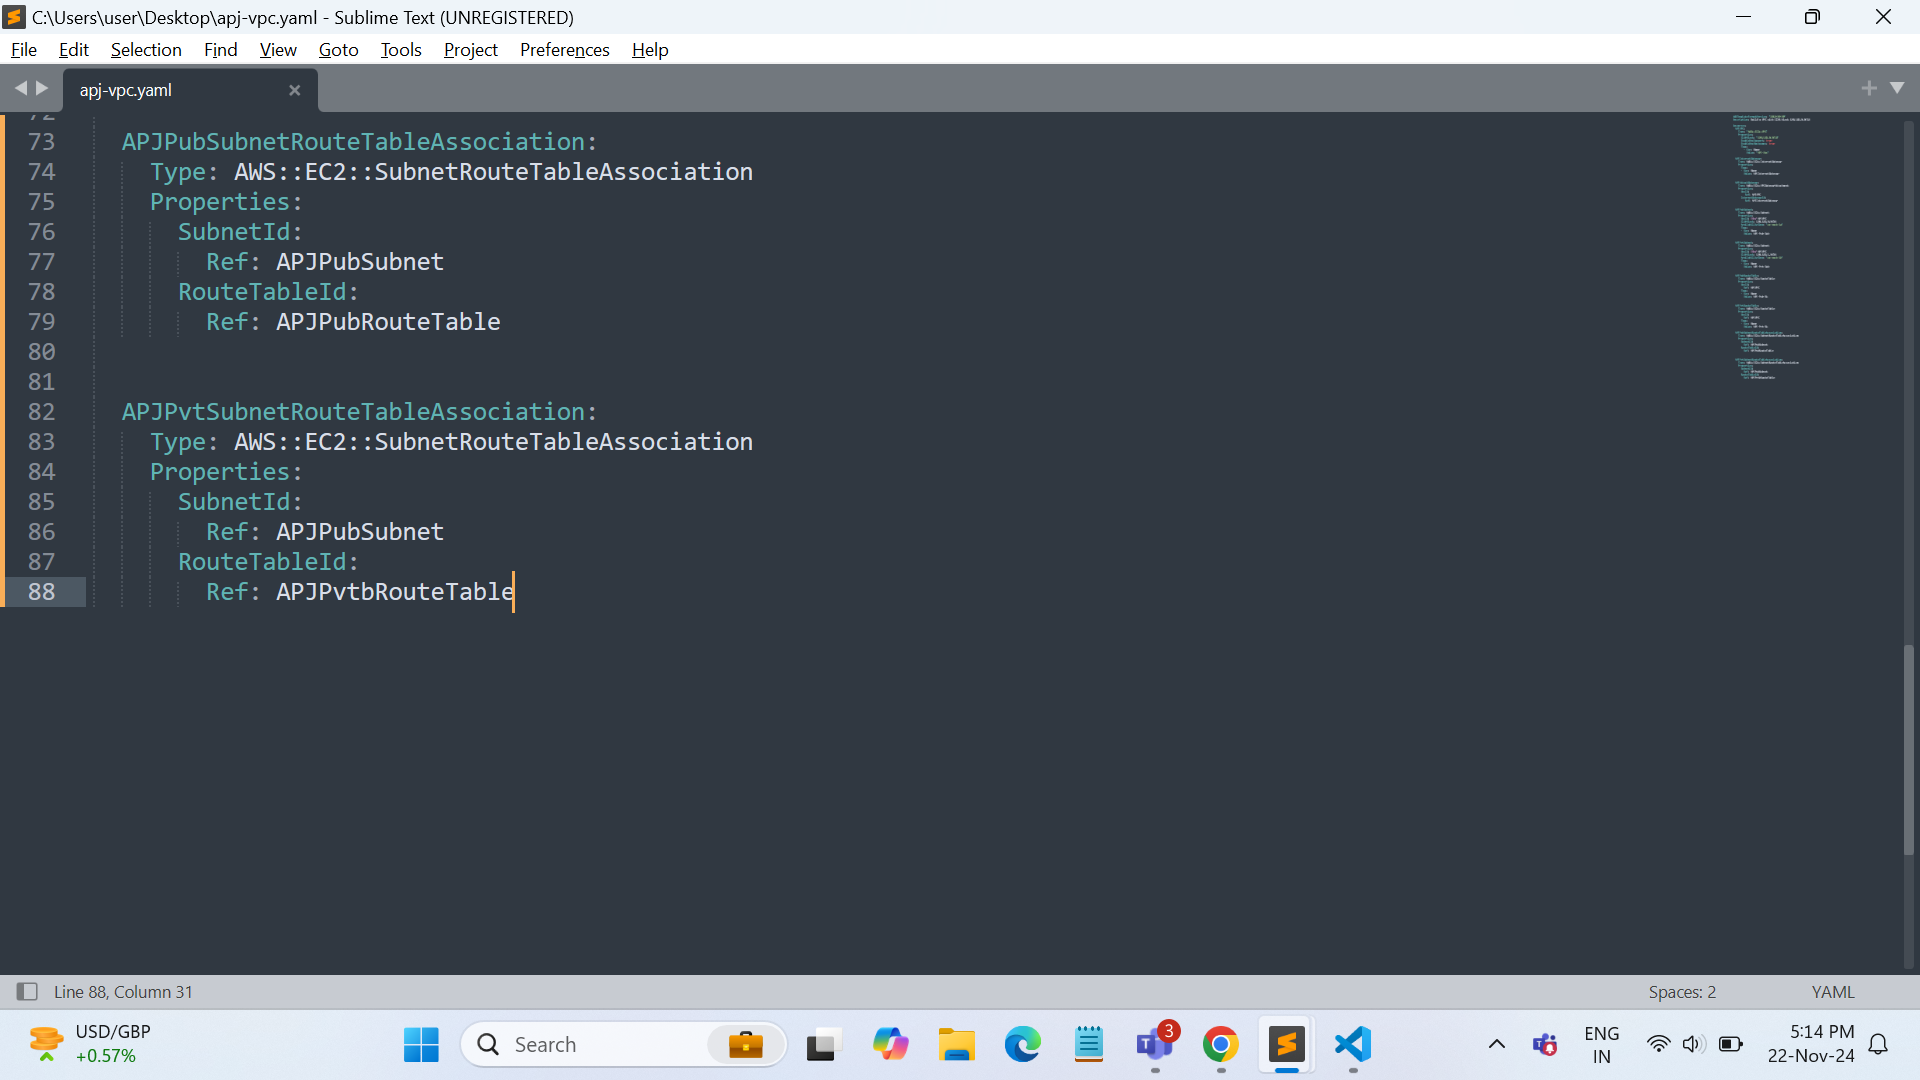 C:\Users\user\Desktop\apj-vpc.yaml - Sublime Text (UNREGISTERED)
File Edit Selection Find View Goto Tools Project Preferences Help
apj-vpc.yaml
72
73 APJPubSubnetRouteTableAssociation:
74 Type: AWS::EC2::SubnetRouteTableAssociation
75 Properties:
76 SubnetId:
77 Ref: APJPubSubnet
78 RouteTableId:
79 Ref: APJPubRouteTable
80
81
82 APJPvtSubnetRouteTableAssociation:
83 Type: AWS::EC2::SubnetRouteTableAssociation
84 Properties:
85 SubnetId:
86 Ref: APJPubSubnet
87 RouteTableId:
88 Ref: APJPvtbRouteTable
Line 88, Column 31 Spaces: 2 YAML
USD/GBP
+0.57%
Search
3
ENG
IN
5:14 PM
22-Nov-24